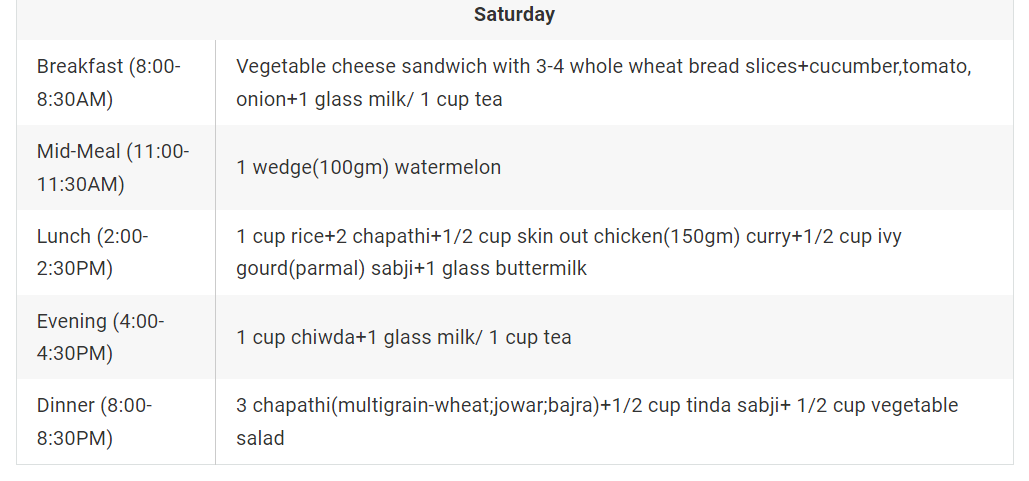 Saturday
Breakfast (8:00-
8:30AM)
Vegetable cheese sandwich with 3-4 whole wheat bread slices+cucumber,tomato,
onion+1 glass milk/ 1 cup tea
Mid-Meal (11:00-
11:30AM)
1 wedge(100gm) watermelon
Lunch (2:00-
2:30PM)
1 cup rice+2 chapathi+1/2 cup skin out chicken(150gm) curry+1/2 cup ivy
gourd(parmal) sabji+1 glass buttermilk
Evening (4:00-
4:30PM)
1 cup chiwda+1 glass milk/ 1 cup tea
Dinner (8:00-
8:30PM)
3 chapathi(multigrain-wheat;jowar;bajra)+1/2 cup tinda sabji+ 1/2 cup vegetable
salad